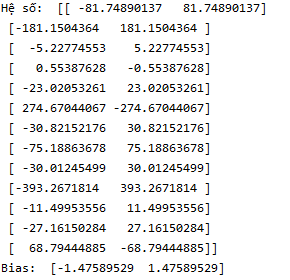 Hệ số:  [[ -81.74890137   81.74890137]
 [-181.1504364   181.1504364 ]
 [  -5.22774553    5.22774553]
 [   0.55387628   -0.55387628]
 [ -23.02053261   23.02053261]
 [ 274.67044067 -274.67044067]
 [ -30.82152176   30.82152176]
 [ -75.18863678   75.18863678]
 [ -30.01245499   30.01245499]
 [-393.2671814   393.2671814 ]
 [ -11.49953556   11.49953556]
 [ -27.16150284   27.16150284]
 [  68.79444885  -68.79444885]]
Bias:  [-1.47589529  1.47589529]